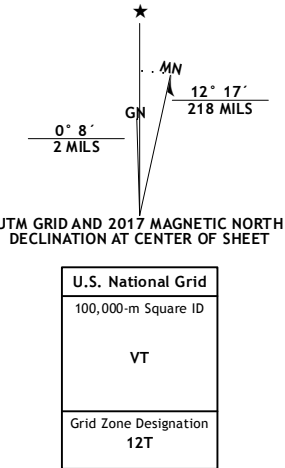 ★
MN
GN
12° 17´
218 MILS
0° 8´
2 MILS
UTM GRID AND 2017 MAGNETIC NORTH
DECLINATION AT CENTER OF SHEET
U.S. National Grid
100,000-m Square ID
VT
Grid Zone Designation
12T